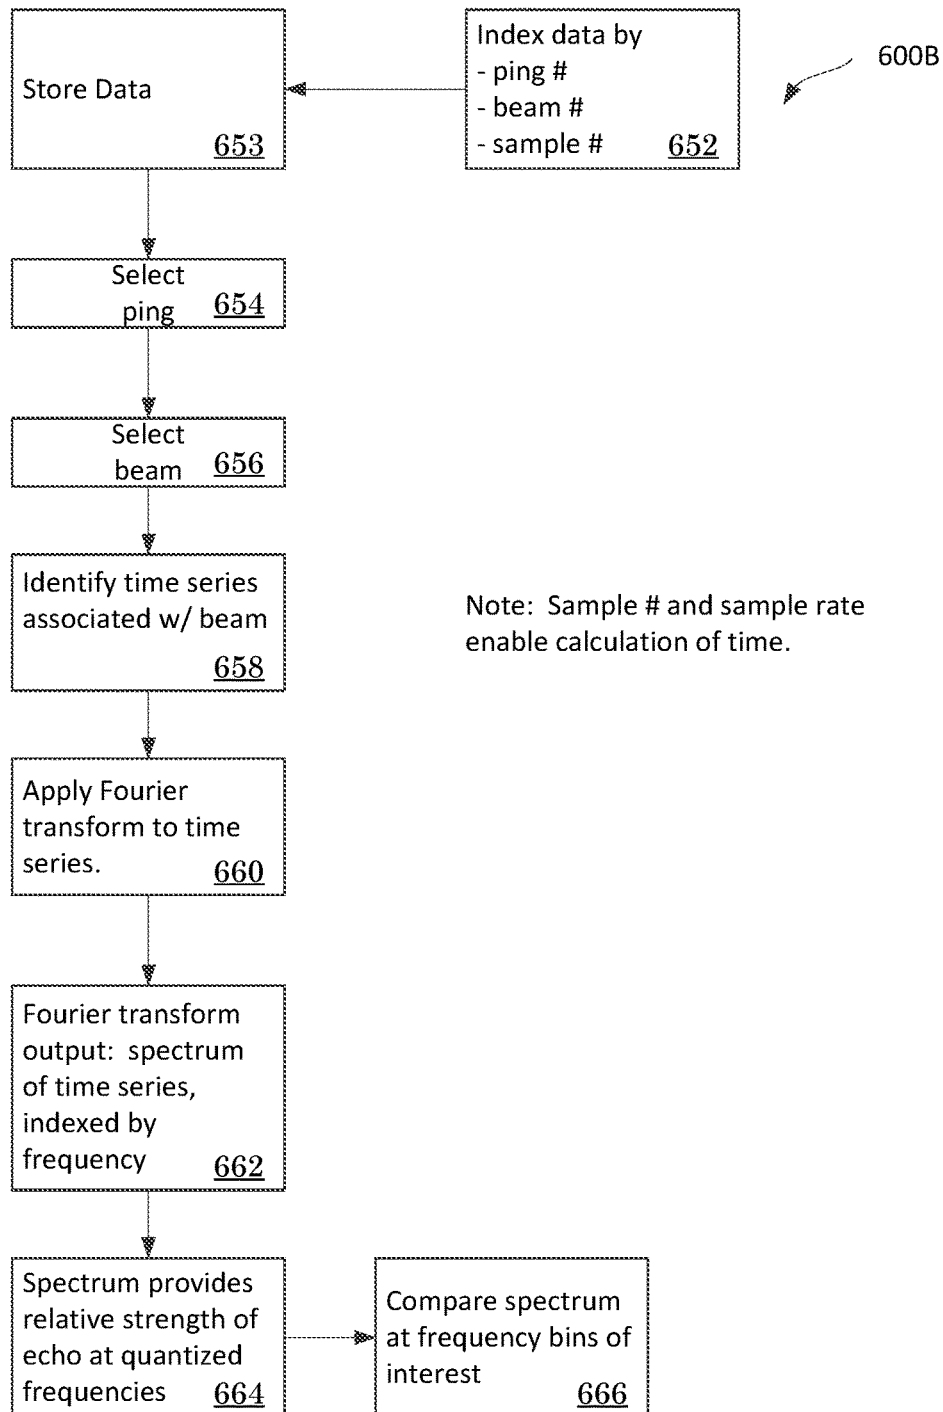 Index data by
- ping #
- beam #
- sample # 652
600B
Store Data
653
Select
ping 654
Select
beam 656
Identify time series
associated w/ beam
658
Note: Sample # and sample rate
enable calculation of time.
Apply Fourier
transform to time
series.
660
Fourier transform
output: spectrum
of time series,
indexed by
frequency 662
Spectrum provides
relative strength of
echo at quantized
frequencies 664
Compare spectrum
at frequency bins of
interest
666